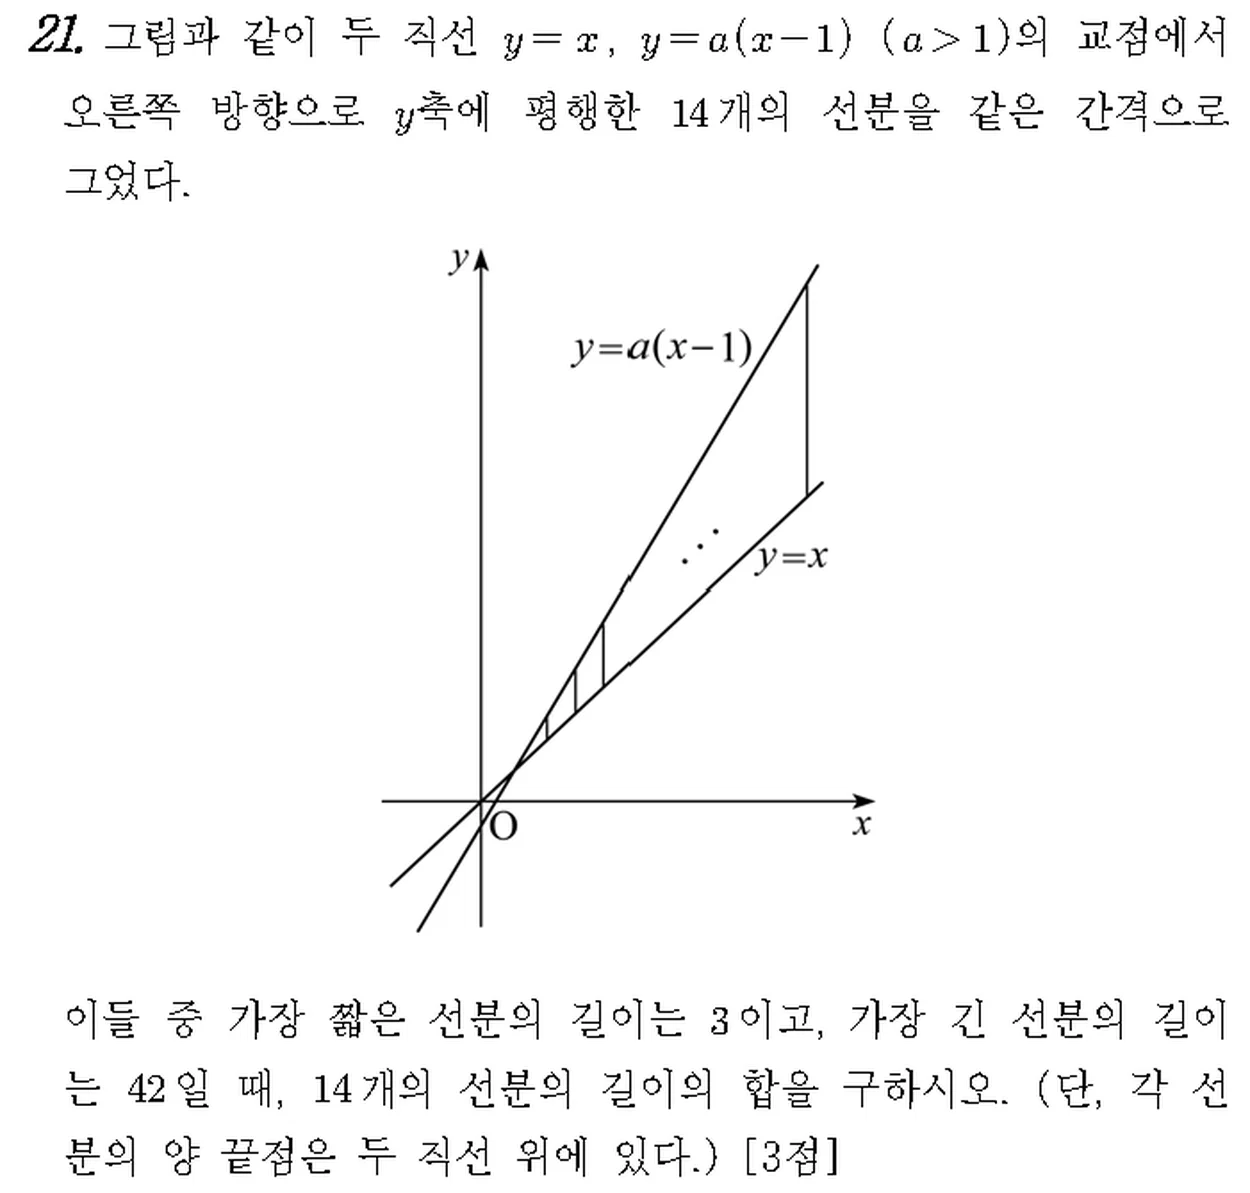 21. 그림과 같이 두 직선 y=x, y=a(x-1) (a>1)의 교점에서
오른쪽 방향으로 y축에 평행한 14개의 선분을 같은 간격으로
그었다.
y
y=a(x-1)
y=x
O
x
이들 중 가장 짧은 선분의 길이는 3이고, 가장 긴 선분의 길이
는 42일 때, 14개의 선분의 길이의 합을 구하시오. (단, 각 선
분의 양 끝점은 두 직선 위에 있다.) [3점]